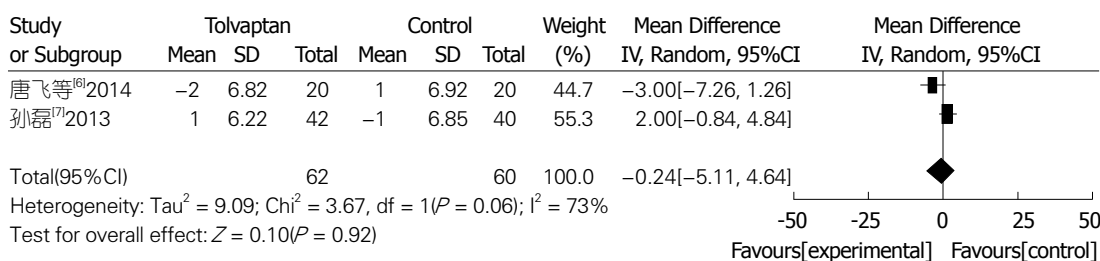 Study Tolvaptan Control Weight Mean Difference Mean Difference
or Subgroup Mean SD Total Mean SD Total (%) IV, Random, 95%CI IV, Random, 95%CI
唐飞等[6]2014 −2 6.82 20 1 6.92 20 44.7 −3.00[−7.26, 1.26]
孙磊[7]2013 1 6.22 42 −1 6.85 40 55.3 2.00[−0.84, 4.84]
Total(95%CI) 62 60 100.0 −0.24[−5.11, 4.64]
Heterogeneity: Tau² = 9.09; Chi² = 3.67, df = 1(P = 0.06); I² = 73%
Test for overall effect: Z = 0.10(P = 0.92)
-50 -25 0 25 50
Favours[experimental] Favours[control]